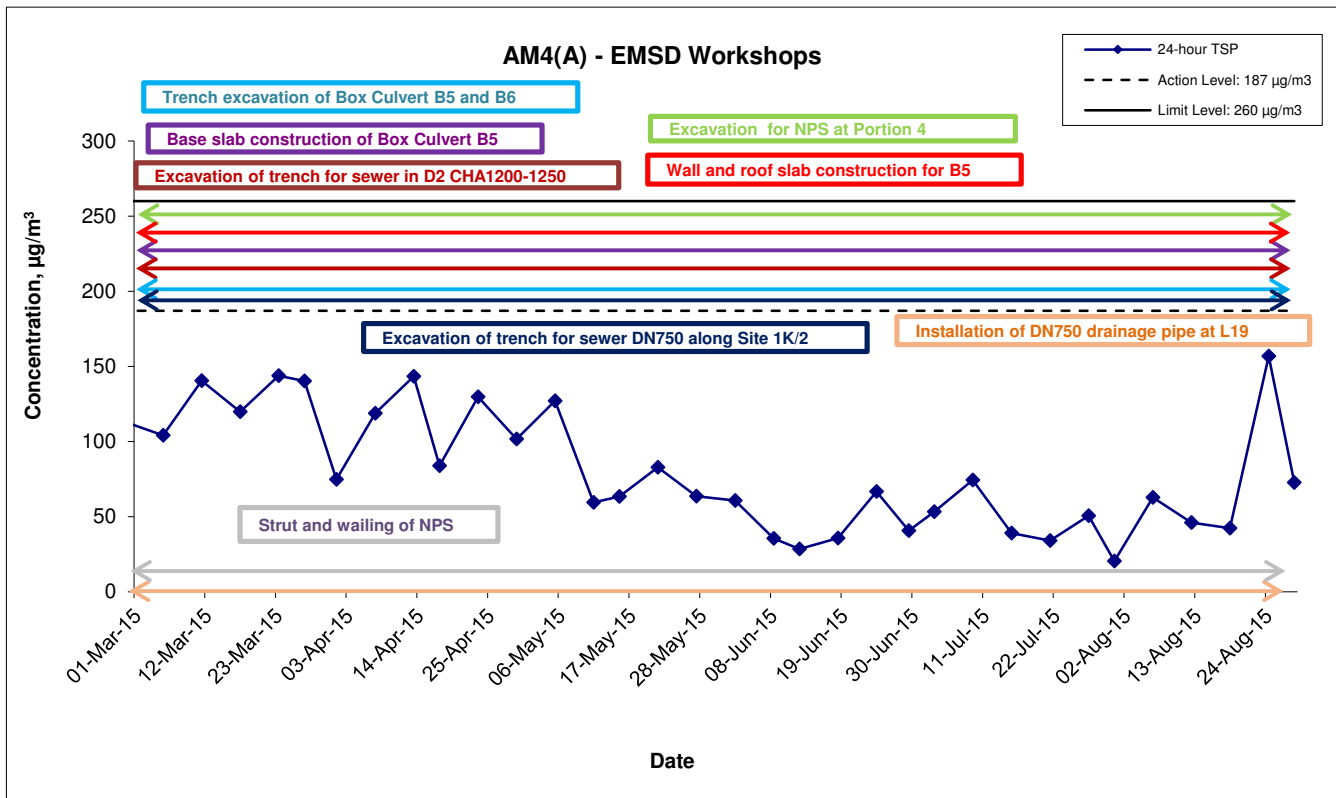 AM4(A) - EMSD Workshops
24-hour TSP
Action Level: 187 µg/m3
Limit Level: 260 µg/m3
Trench excavation of Box Culvert B5 and B6
Base slab construction of Box Culvert B5
Excavation for NPS at Portion 4
Excavation of trench for sewer in D2 CHA1200-1250
Wall and roof slab construction for B5
Excavation of trench for sewer DN750 along Site 1K/2
Installation of DN750 drainage pipe at L19
Strut and wailing of NPS
Concentration, µg/m³
300
250
200
150
100
50
0
01-Mar-15
12-Mar-15
23-Mar-15
03-Apr-15
14-Apr-15
25-Apr-15
06-May-15
17-May-15
28-May-15
08-Jun-15
19-Jun-15
30-Jun-15
11-Jul-15
22-Jul-15
02-Aug-15
13-Aug-15
24-Aug-15
Date